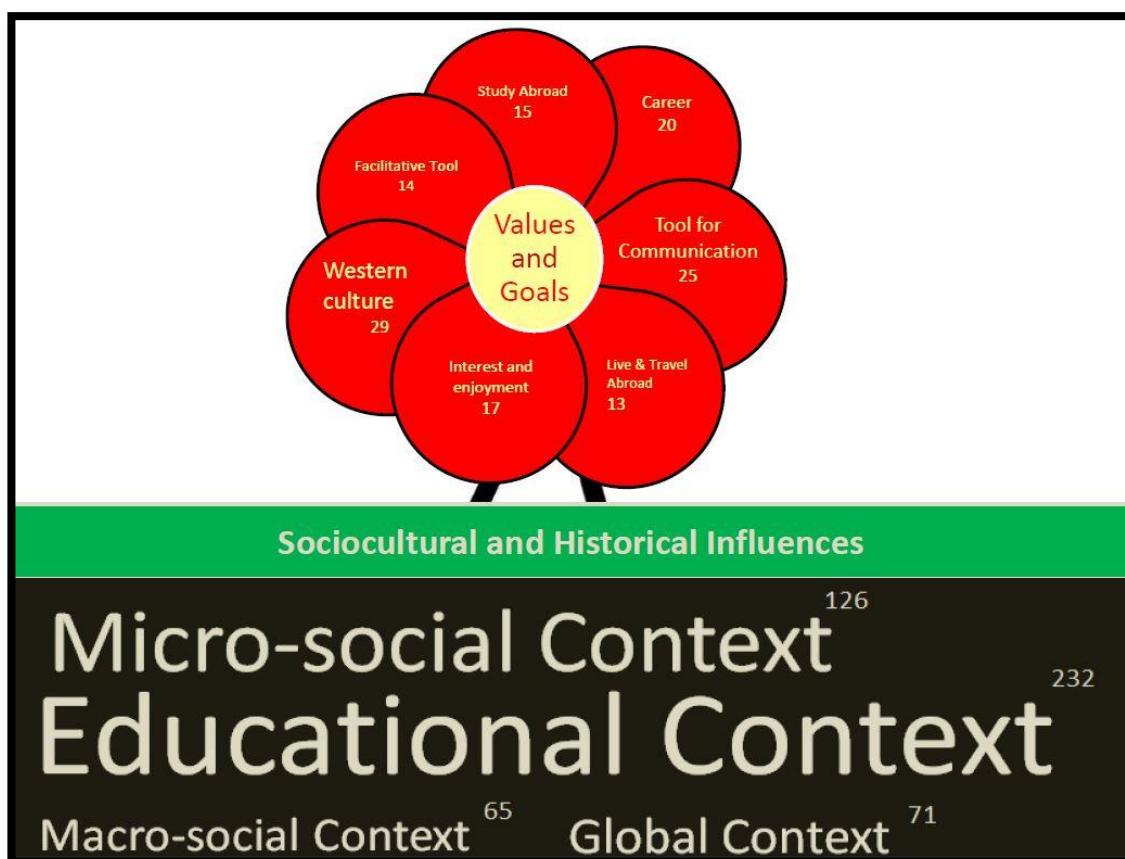 Study Abroad
15
Career
20
Facilitative Tool
14
Values
and
Goals
Tool for
Communication
25
Western
culture
29
Interest and
enjoyment
17
Live & Travel
Abroad
13
Sociocultural and Historical Influences
Micro-social Context 126
Educational Context 232
Macro-social Context 65
Global Context 71